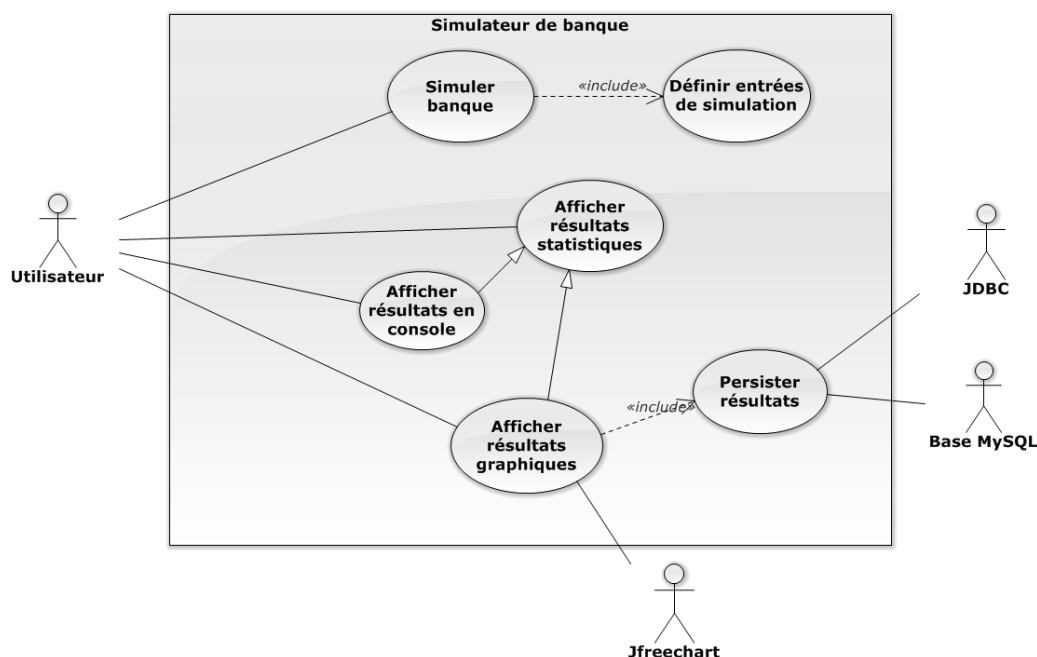 Simulateur de banque
Simuler
banque
«include»
Définir entrées
de simulation
Afficher
résultats
statistiques
Utilisateur
JDBC
Afficher
résultats en
console
Persister
résultats
«include»
Base MySQL
Afficher
résultats
graphiques
Jfreechart